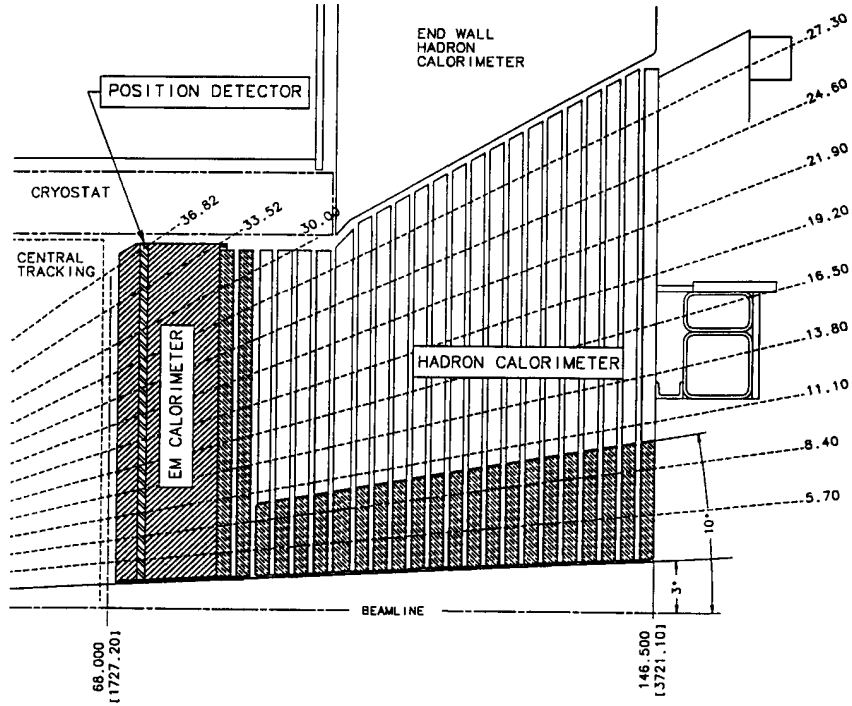 END WALL
HADRON
CALORIMETER
POSITION DETECTOR
CRYOSTAT
CENTRAL
TRACKING
EM CALORIMETER
HADRON CALORIMETER
36.82
33.52
30.00
27.30
24.60
21.90
19.20
16.50
13.80
11.10
8.40
5.70
10°
3°
BEAMLINE
68.000
[1727.20]
146.500
[3721.10]